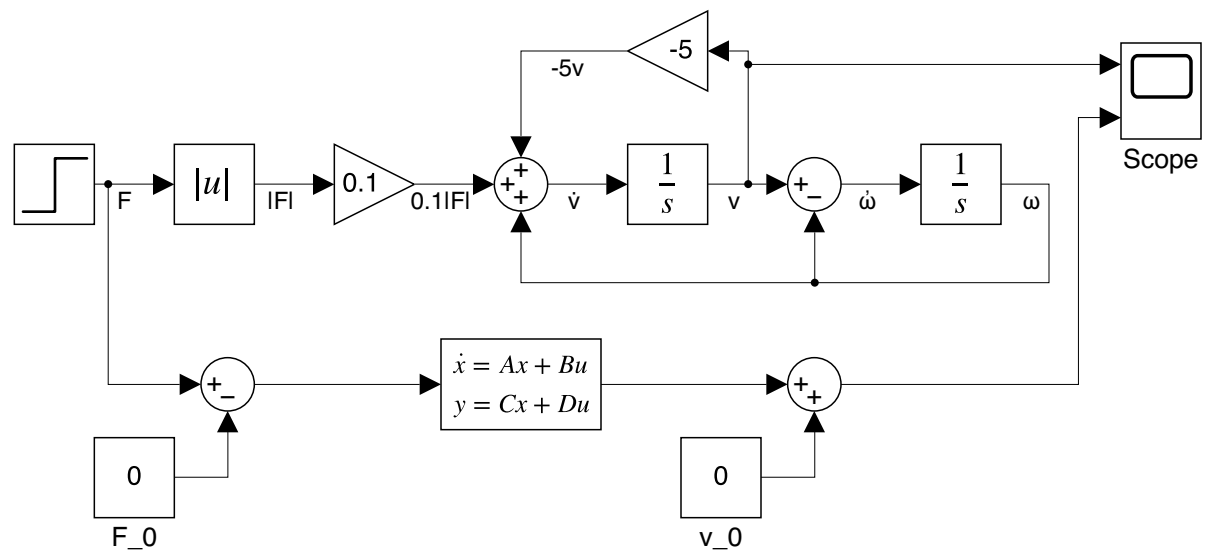 -5
-5v
Scope
F
|u|
|F|
0.1
0.1|F|
+
+
+
v̇
1
s
v
+
−
ω̇
1
s
ω
+
−
ẋ = Ax + Bu
y = Cx + Du
+
+
0
F_0
0
v_0